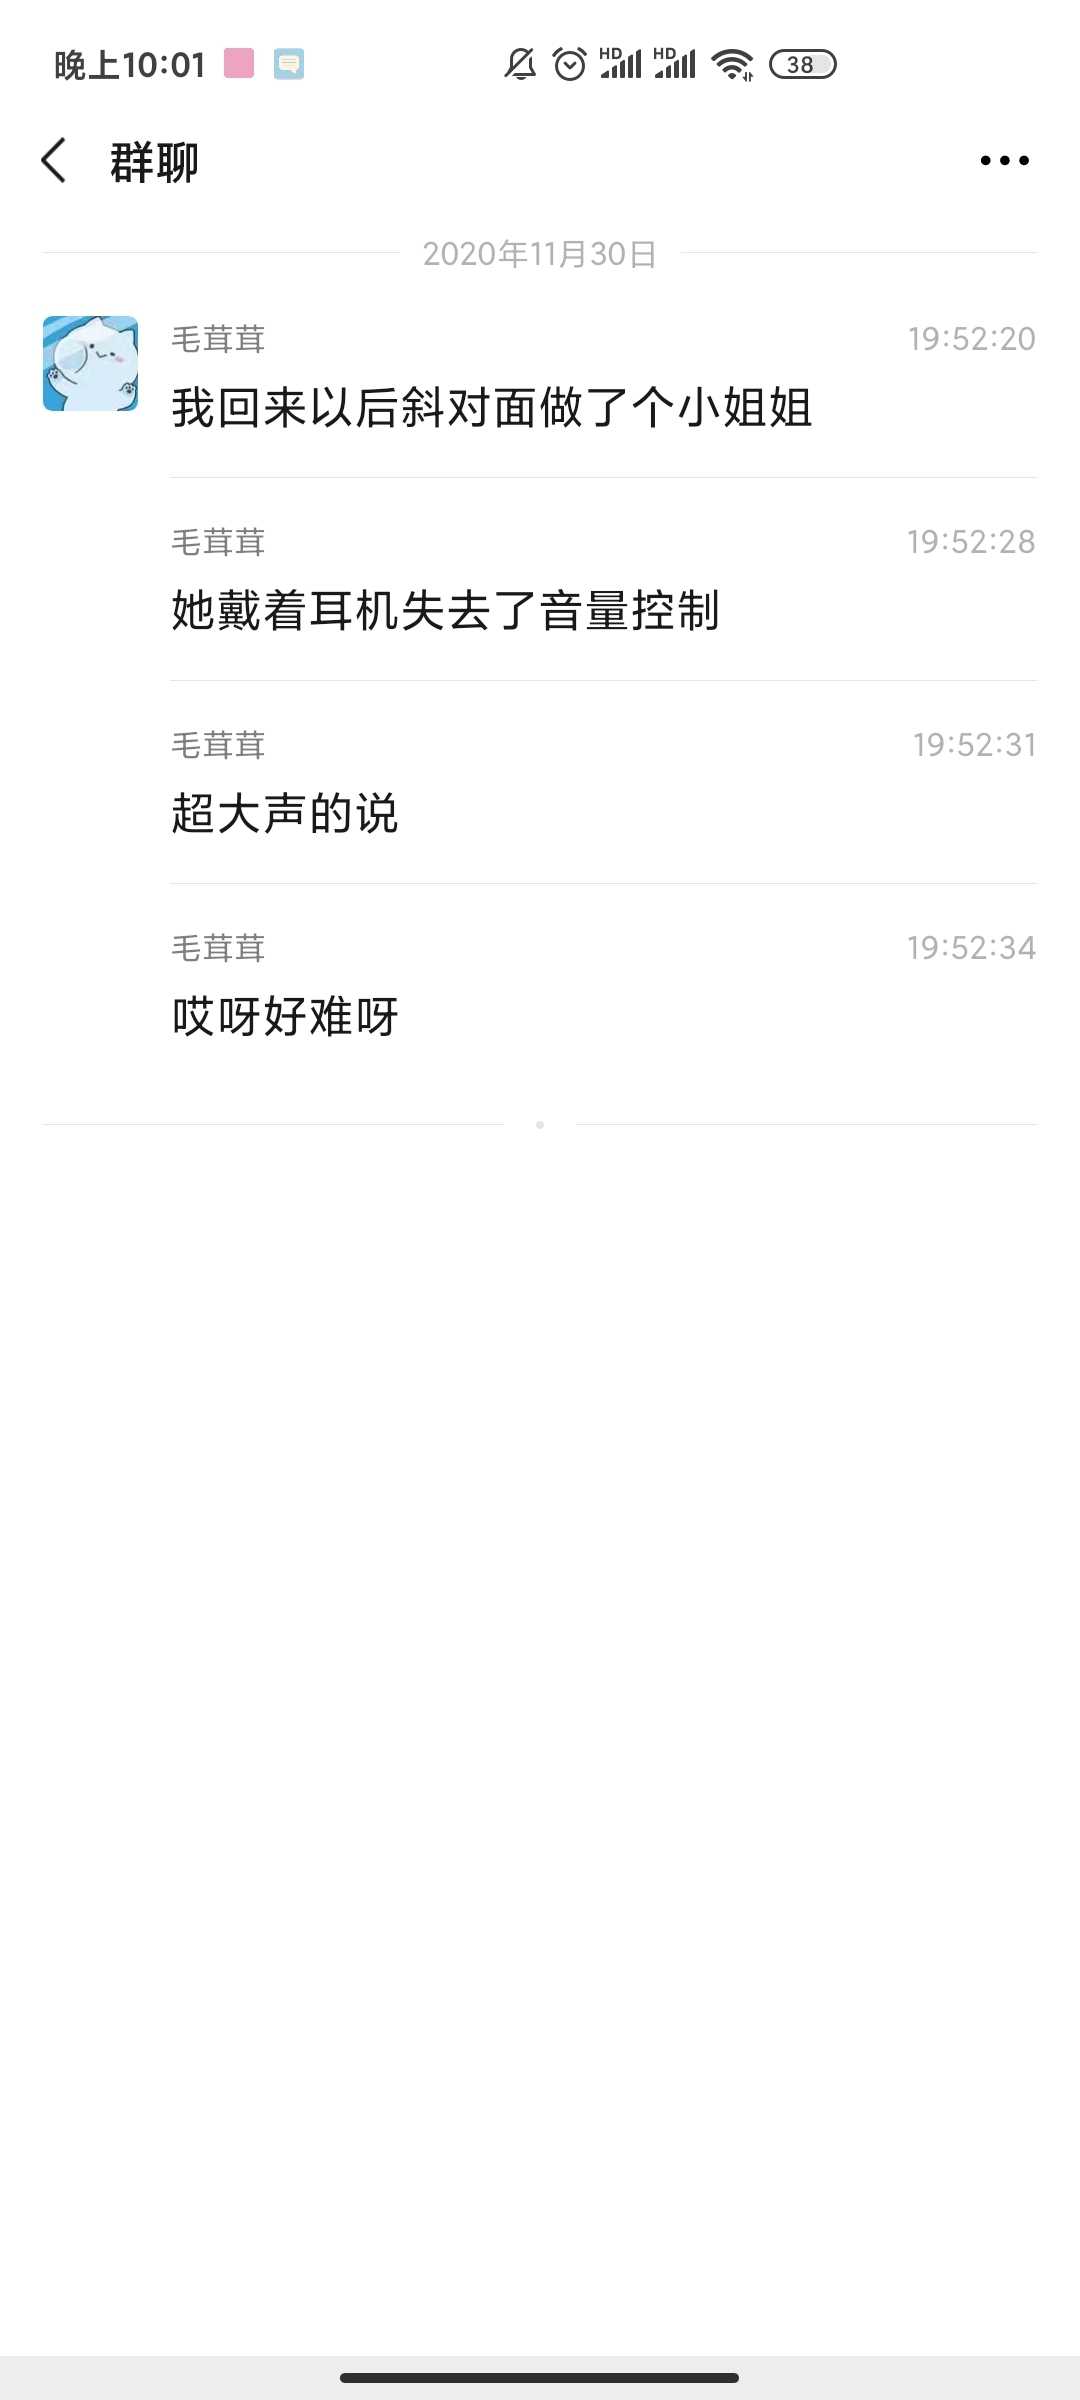 晚上10:01
HD HD 38
群聊
2020年11月30日
毛茸茸 19:52:20
我回来以后斜对面做了个小姐姐
毛茸茸 19:52:28
她戴着耳机失去了音量控制
毛茸茸 19:52:31
超大声的说
毛茸茸 19:52:34
哎呀好难呀